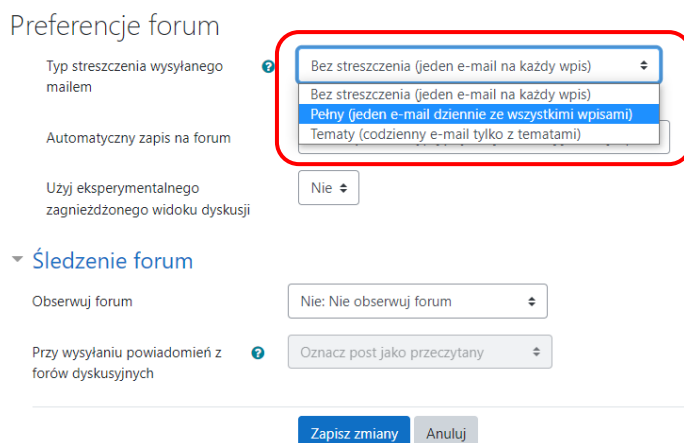 Preferencje forum
Typ streszczenia wysyłanego
mailem
Bez streszczenia (jeden e-mail na każdy wpis)
Bez streszczenia (jeden e-mail na każdy wpis)
Pełny (jeden e-mail dziennie ze wszystkimi wpisami)
Tematy (codzienny e-mail tylko z tematami)
Automatyczny zapis na forum
Użyj eksperymentalnego
zagnieżdżonego widoku dyskusji
Nie
Śledzenie forum
Obserwuj forum
Nie: Nie obserwuj forum
Przy wysyłaniu powiadomień z
forów dyskusyjnych
Oznacz post jako przeczytany
Zapisz zmiany
Anuluj